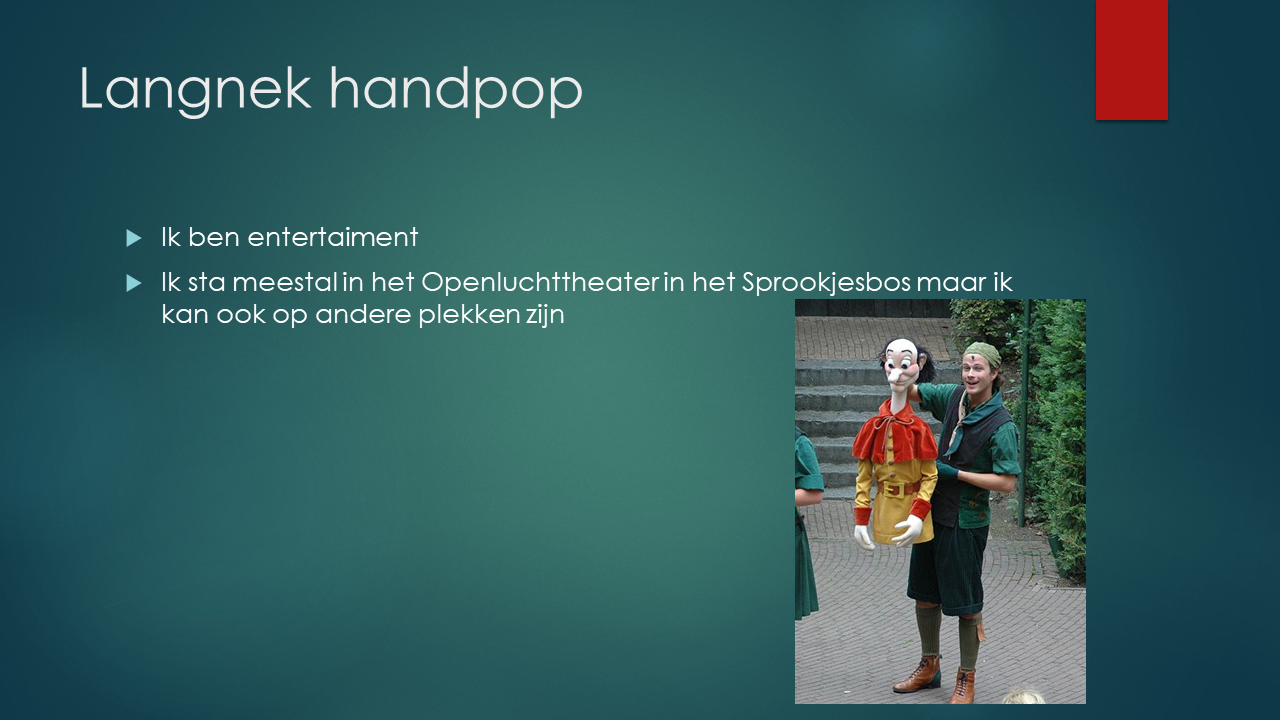 Langnek handpop
Ik ben entertaiment
Ik sta meestal in het Openluchttheater in het Sprookjesbos maar ik
kan ook op andere plekken zijn